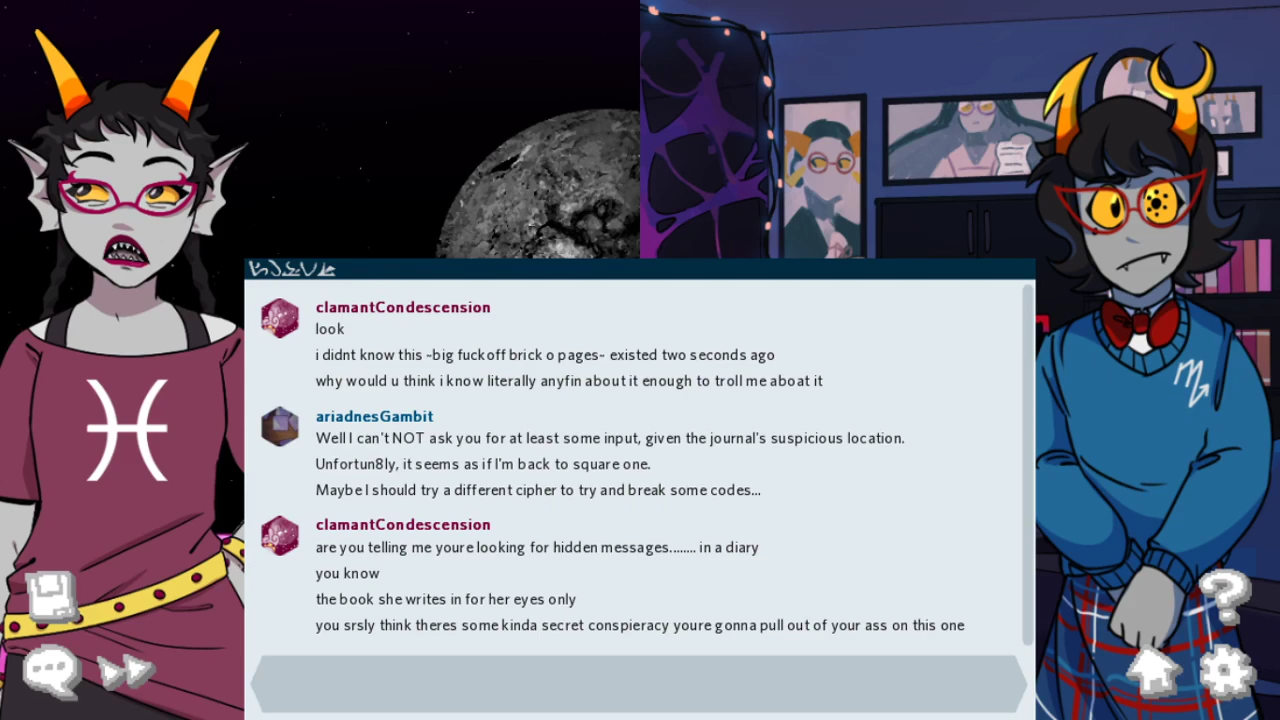 clamantCondescension
look
i didnt know this ~big fuckoff brick o pages~ existed two seconds ago
why would u think i know literally anyfin about it enough to troll me aboat it
ariadnesGambit
Well I can't NOT ask you for at least some input, given the journal's suspicious location.
Unfortun8ly, it seems as if I'm back to square one.
Maybe I should try a different cipher to try and break some codes...
clamantCondescension
are you telling me youre looking for hidden messages........ in a diary
you know
the book she writes in for her eyes only
you srsly think theres some kinda secret conspiracy youre gonna pull out of your ass on this one